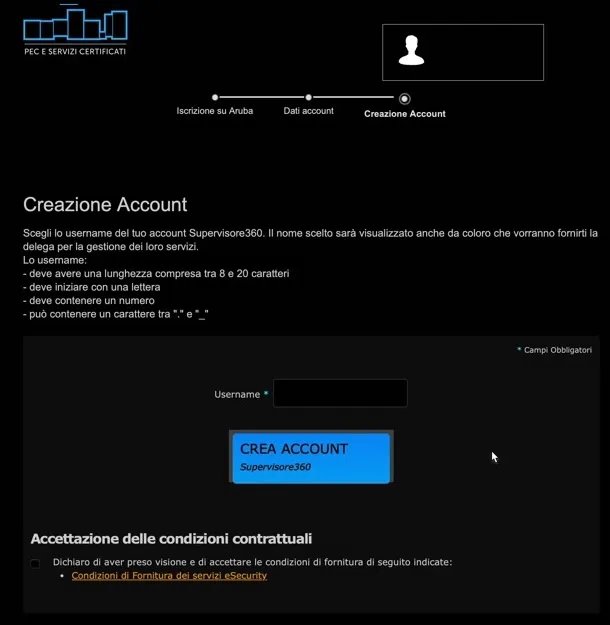 PEC E SERVIZI CERTIFICATI
Iscrizione su Aruba
Dati account
Creazione Account
Creazione Account
Scegli lo username del tuo account Supervisore360. Il nome scelto sarà visualizzato anche da coloro che vorranno fornirti la
delega per la gestione dei loro servizi.
Lo username:
- deve avere una lunghezza compresa tra 8 e 20 caratteri
- deve iniziare con una lettera
- deve contenere un numero
- può contenere un carattere tra "." e "_"
* Campi Obbligatori
Username *
CREA ACCOUNT
Supervisore360
Accettazione delle condizioni contrattuali
Dichiaro di aver preso visione e di accettare le condizioni di fornitura di seguito indicate:
• Condizioni di Fornitura dei servizi eSecurity